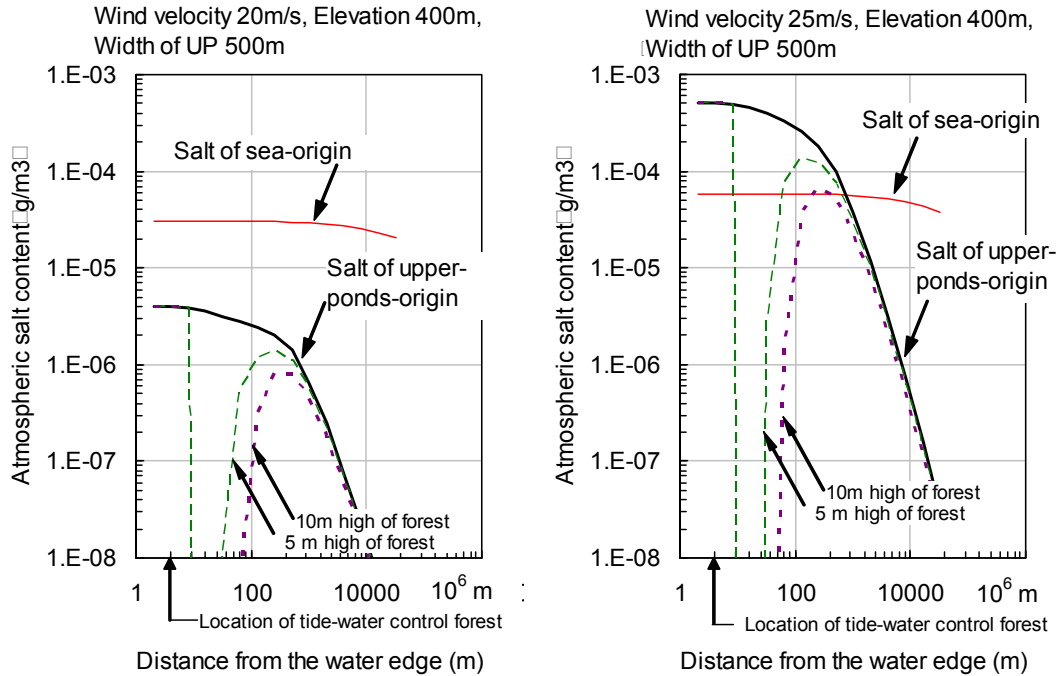 Wind velocity 20m/s, Elevation 400m,
Width of UP 500m
1.E-03
1.E-04
1.E-05
1.E-06
1.E-07
1.E-08
Atmospheric salt content□g/m3□
Salt of sea-origin
Salt of upper-
ponds-origin
10m high of forest
5 m high of forest
1
100
10000
10⁶ m
Location of tide-water control forest
Distance from the water edge (m)
Wind velocity 25m/s, Elevation 400m,
□Width of UP 500m
1.E-03
1.E-04
1.E-05
1.E-06
1.E-07
1.E-08
Atmospheric salt content□g/m3□
Salt of sea-origin
Salt of upper-
ponds-origin
10m high of forest
5 m high of forest
1
100
10000
10⁶ m
Location of tide-water control forest
Distance from the water edge (m)